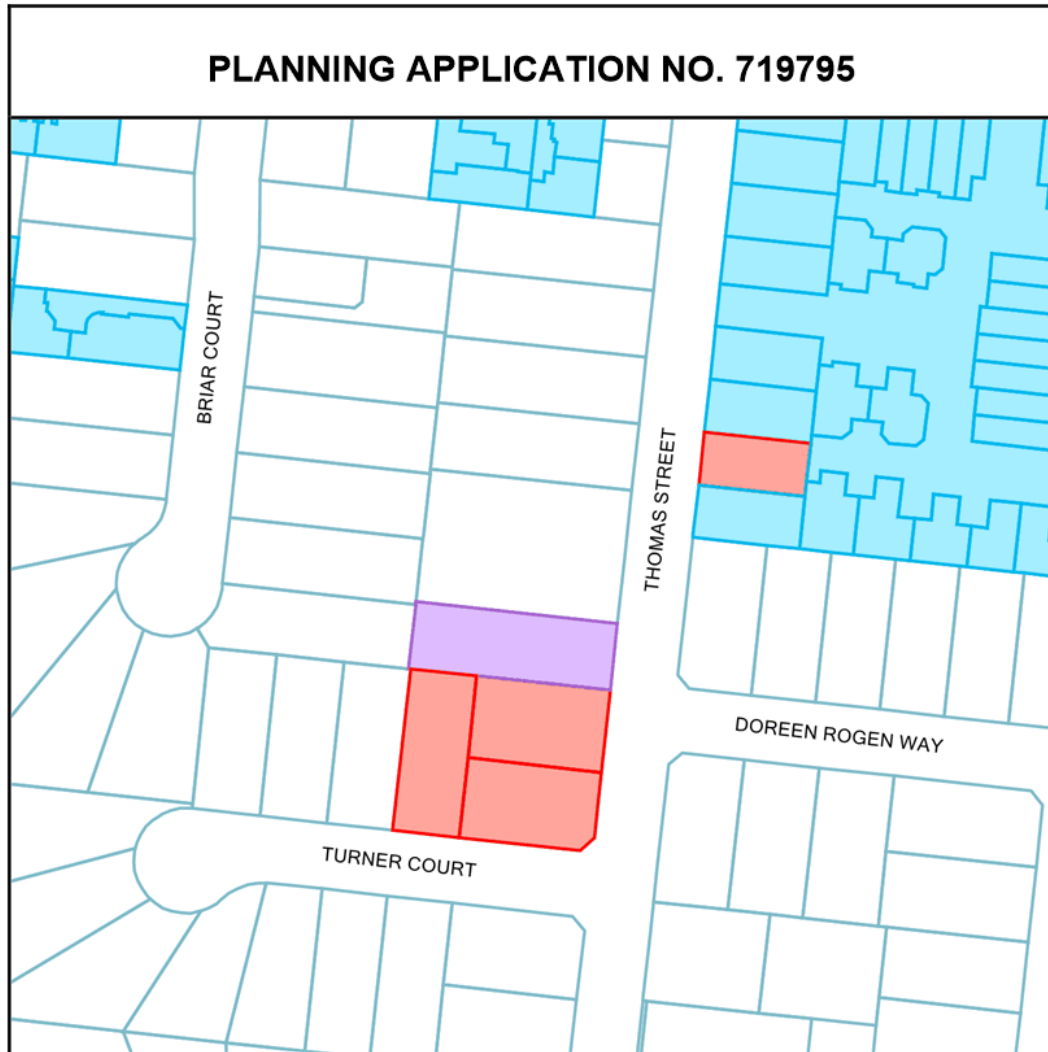 PLANNING APPLICATION NO. 719795
BRIAR COURT
THOMAS STREET
DOREEN ROGEN WAY
TURNER COURT